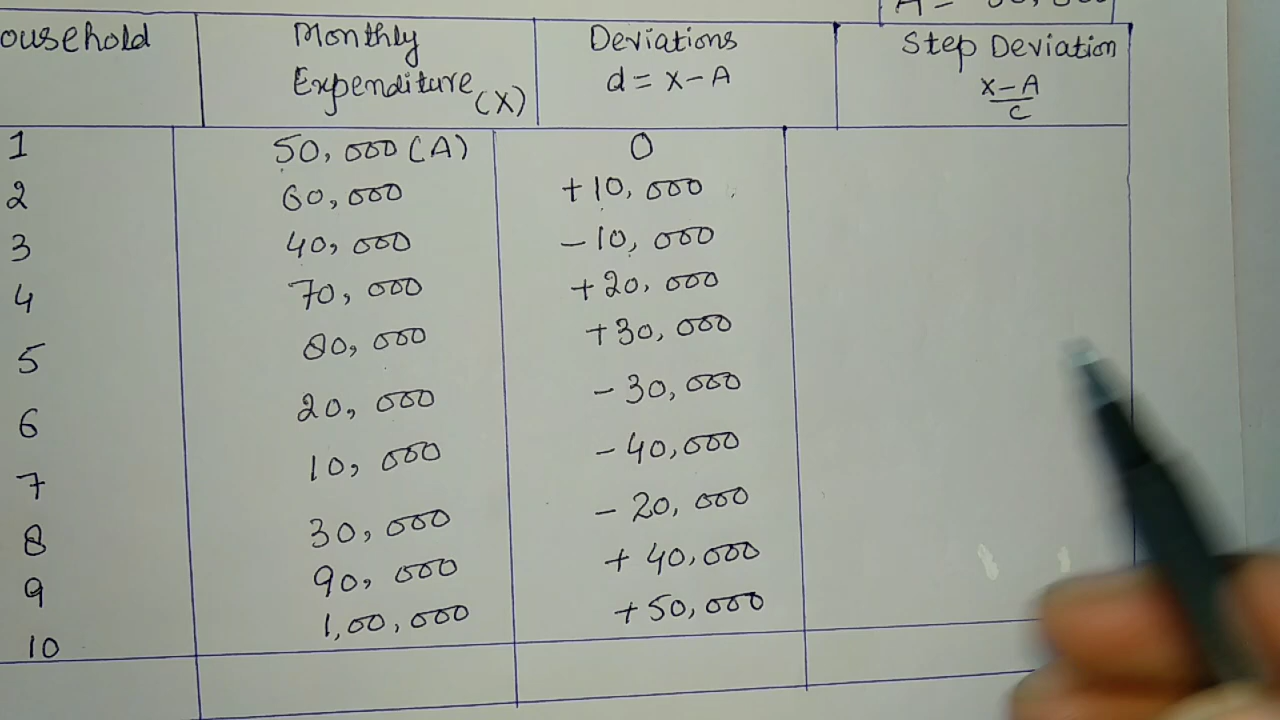 ousehold Monthly Expenditure (X) Deviations d = X - A Step Deviation X - A / C
1 50,000 (A) 0
2 60,000 +10,000
3 40,000 -10,000
4 70,000 +20,000
5 80,000 +30,000
6 20,000 -30,000
7 10,000 -40,000
8 30,000 -20,000
9 90,000 +40,000
10 1,00,000 +50,000